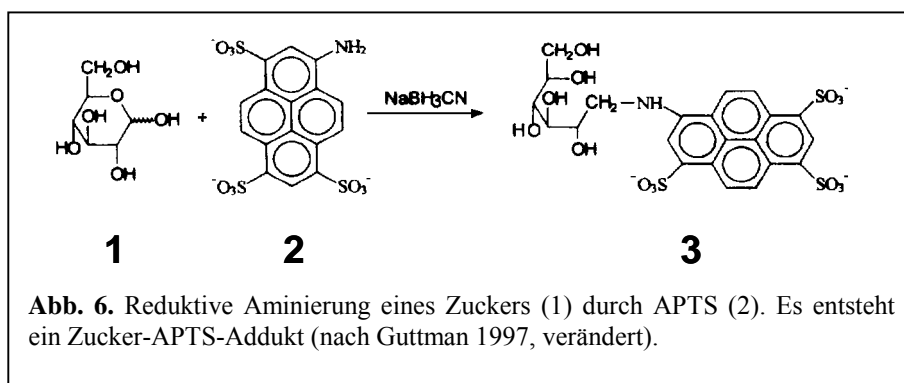 CH₂OH
O
HO
HO
OH
OH
+
⁻O₃S
NH₂
⁻O₃S
SO₃⁻
NaBH₃CN
CH₂OH
OH
OH
HO
OH
CH₂–NH
SO₃⁻
⁻O₃S
SO₃⁻
1
2
3
Abb. 6. Reduktive Aminierung eines Zuckers (1) durch APTS (2). Es entsteht
ein Zucker-APTS-Addukt (nach Guttman 1997, verändert).